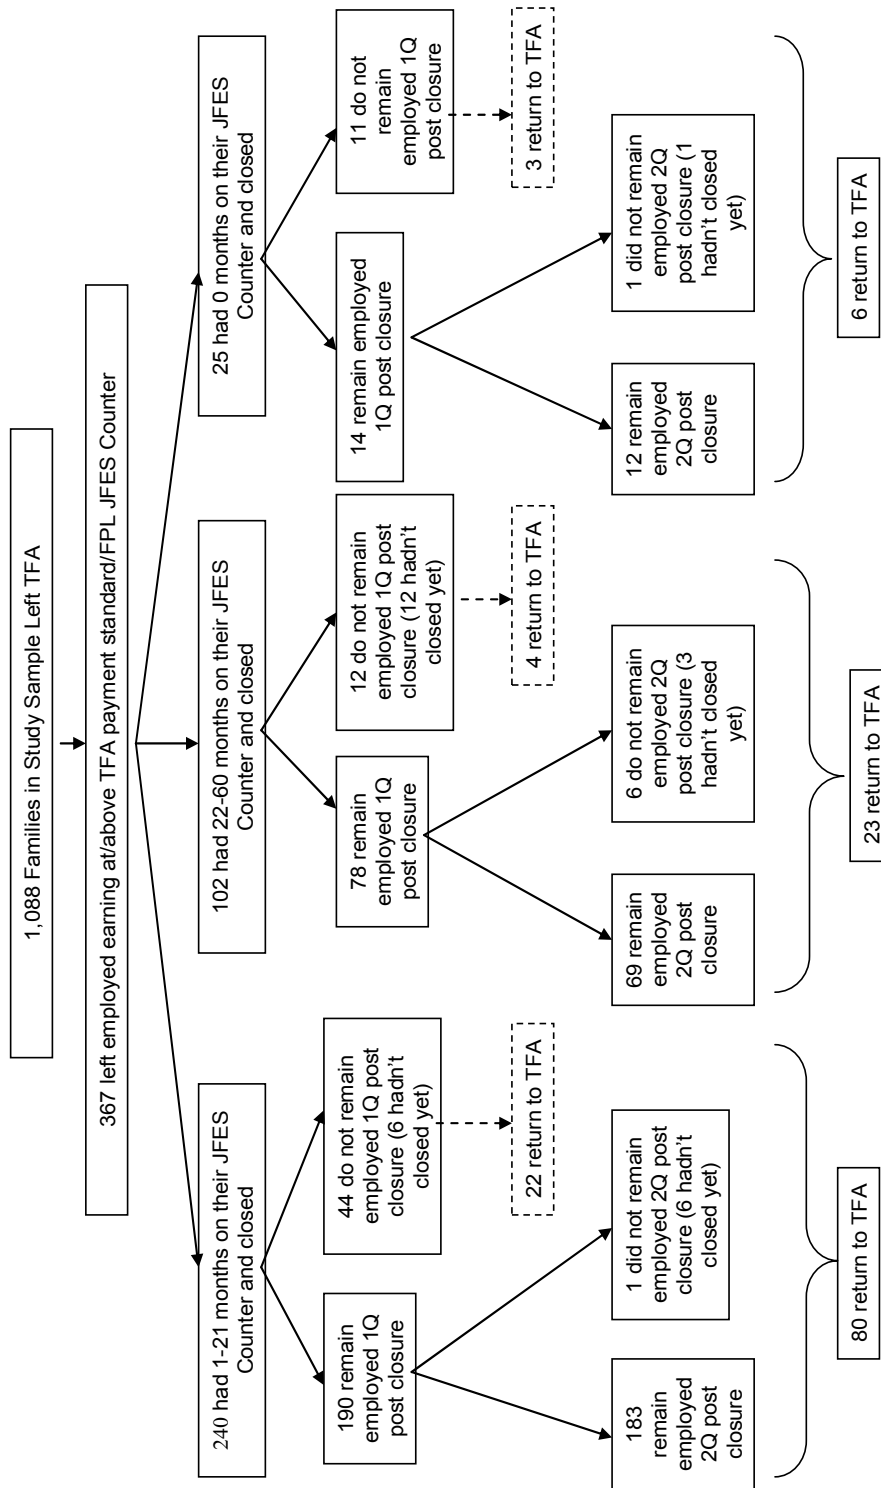 1,088 Families in Study Sample Left TFA
367 left employed earning at/above TFA payment standard/FPL JFES Counter
240 had 1-21 months on their JFES
Counter and closed
102 had 22-60 months on their JFES
Counter and closed
25 had 0 months on their JFES
Counter and closed
190 remain
employed 1Q
post closure
44 do not remain
employed 1Q post
closure (6 hadn't
closed yet)
78 remain
employed 1Q
post closure
12 do not remain
employed 1Q post
closure (12 hadn't
closed yet)
14 remain employed
1Q post closure
11 do not
remain
employed 1Q
post closure
22 return to TFA
4 return to TFA
3 return to TFA
183
remain
employed 2Q
post closure
1 did not remain
employed 2Q post
closure (6 hadn't
closed yet)
69 remain
employed
2Q post
closure
6 do not remain
employed 2Q
post closure (3
hadn't closed
yet)
12 remain
employed
2Q post
closure
1 did not remain
employed 2Q
post closure (1
hadn't closed
yet)
80 return to TFA
23 return to TFA
6 return to TFA